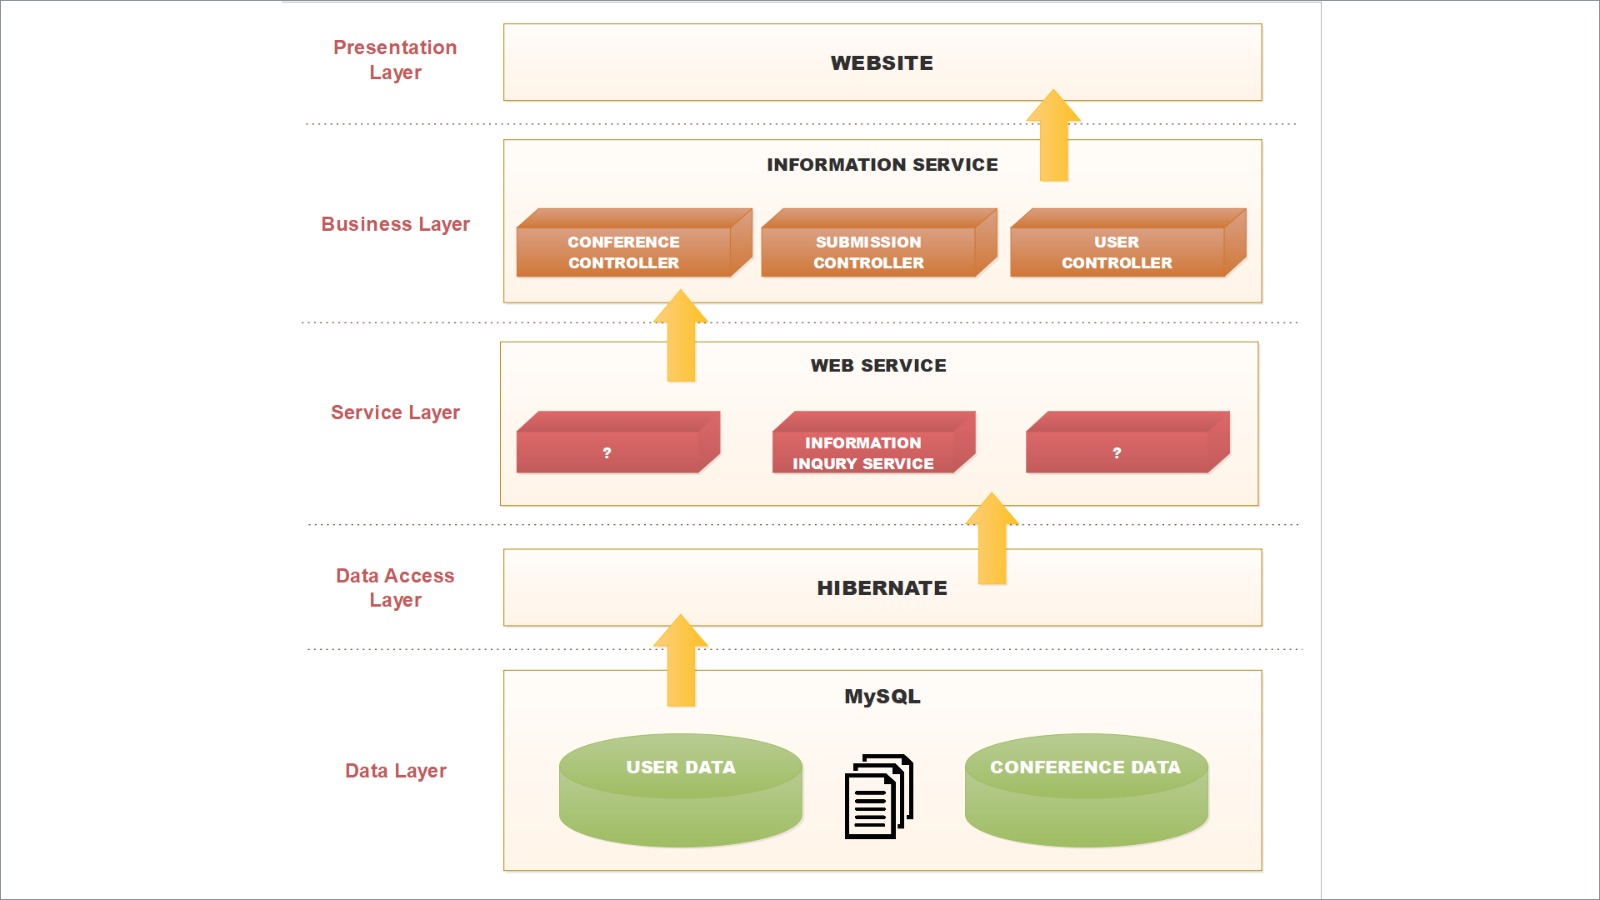 Presentation
Layer
WEBSITE
Business Layer
INFORMATION SERVICE
CONFERENCE
CONTROLLER
SUBMISSION
CONTROLLER
USER
CONTROLLER
Service Layer
WEB SERVICE
?
INFORMATION
INQURY SERVICE
?
Data Access
Layer
HIBERNATE
Data Layer
MySQL
USER DATA
CONFERENCE DATA